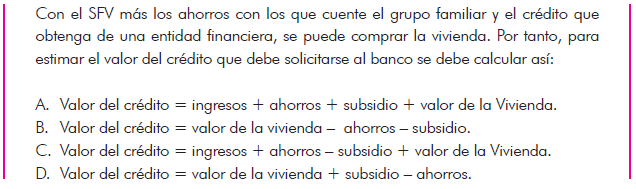 Con el SFV más los ahorros con los que cuente el grupo familiar y el crédito que
obtenga de una entidad financiera, se puede comprar la vivienda. Por tanto, para
estimar el valor del crédito que debe solicitarse al banco se debe calcular así:
A. Valor del crédito = ingresos + ahorros + subsidio + valor de la Vivienda.
B. Valor del crédito = valor de la vivienda – ahorros – subsidio.
C. Valor del crédito = ingresos + ahorros – subsidio + valor de la Vivienda.
D. Valor del crédito = valor de la vivienda + subsidio – ahorros.